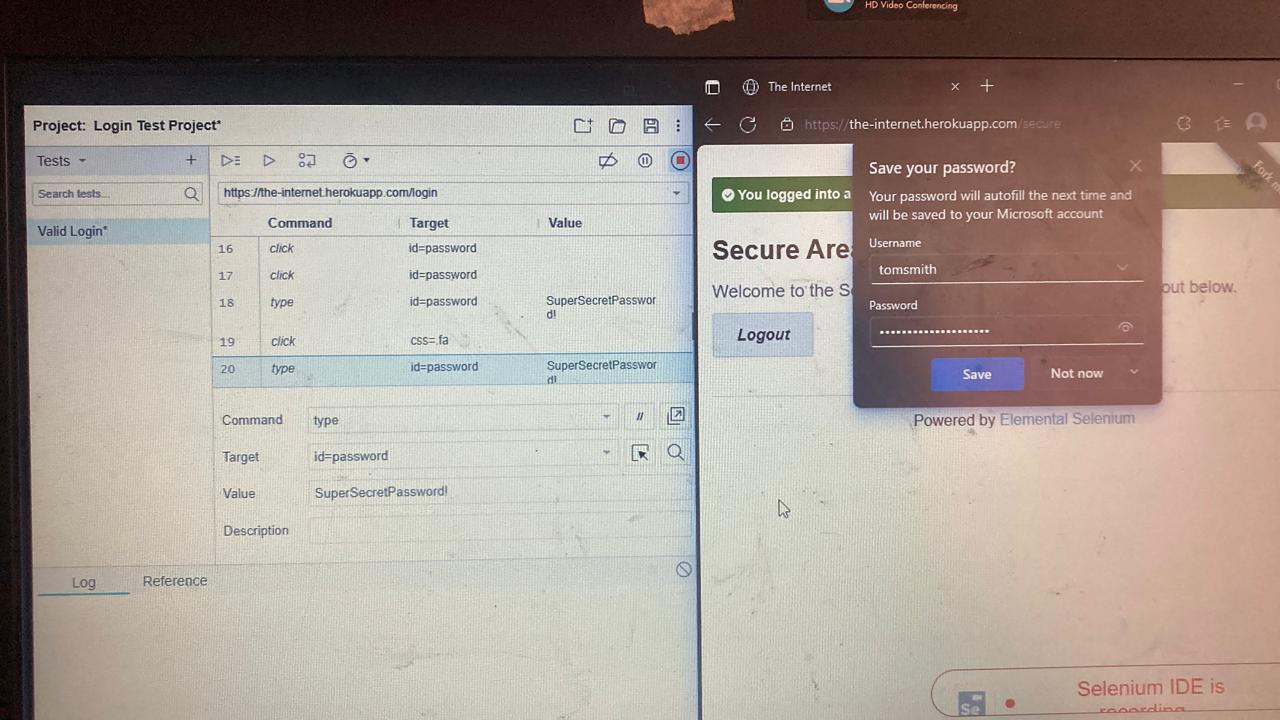 HD Video Conferencing
Project: Login Test Project*
Tests
Search tests...
Valid Login*
https://the-internet.herokuapp.com/login
Command Target Value
16 click id=password
17 click id=password
18 type id=password SuperSecretPasswor
d!
19 click css=.fa
20 type id=password SuperSecretPasswor
d!
Command type //
Target id=password
Value SuperSecretPassword!
Description
Log Reference
The Internet
https://the-internet.herokuapp.com/secure
Fork
You logged into a
Secure Are
Welcome to the S
out below.
Logout
Save your password?
Your password will autofill the next time and
will be saved to your Microsoft account
Username
tomsmith
Password
••••••••••••••••••••
Save Not now
Powered by Elemental Selenium
Se
Selenium IDE is
recording